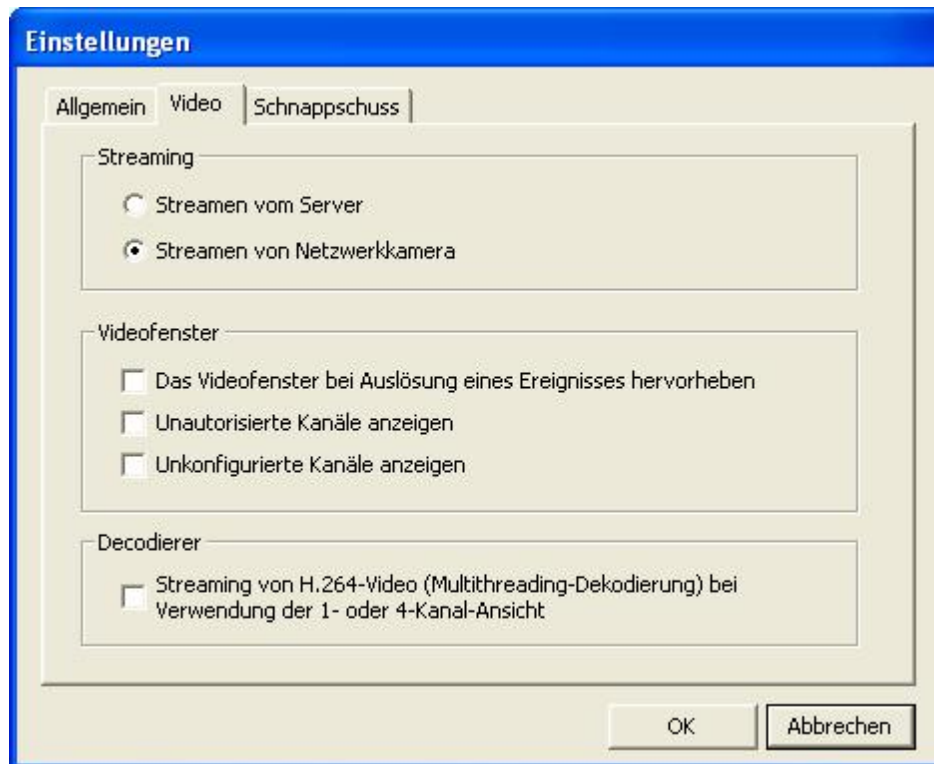 Einstellungen
Allgemein Video Schnappschuss
Streaming
Streamen vom Server
Streamen von Netzwerkkamera
Videofenster
Das Videofenster bei Auslösung eines Ereignisses hervorheben
Unautorisierte Kanäle anzeigen
Unkonfigurierte Kanäle anzeigen
Decodierer
Streaming von H.264-Video (Multithreading-Dekodierung) bei
Verwendung der 1- oder 4-Kanal-Ansicht
OK Abbrechen